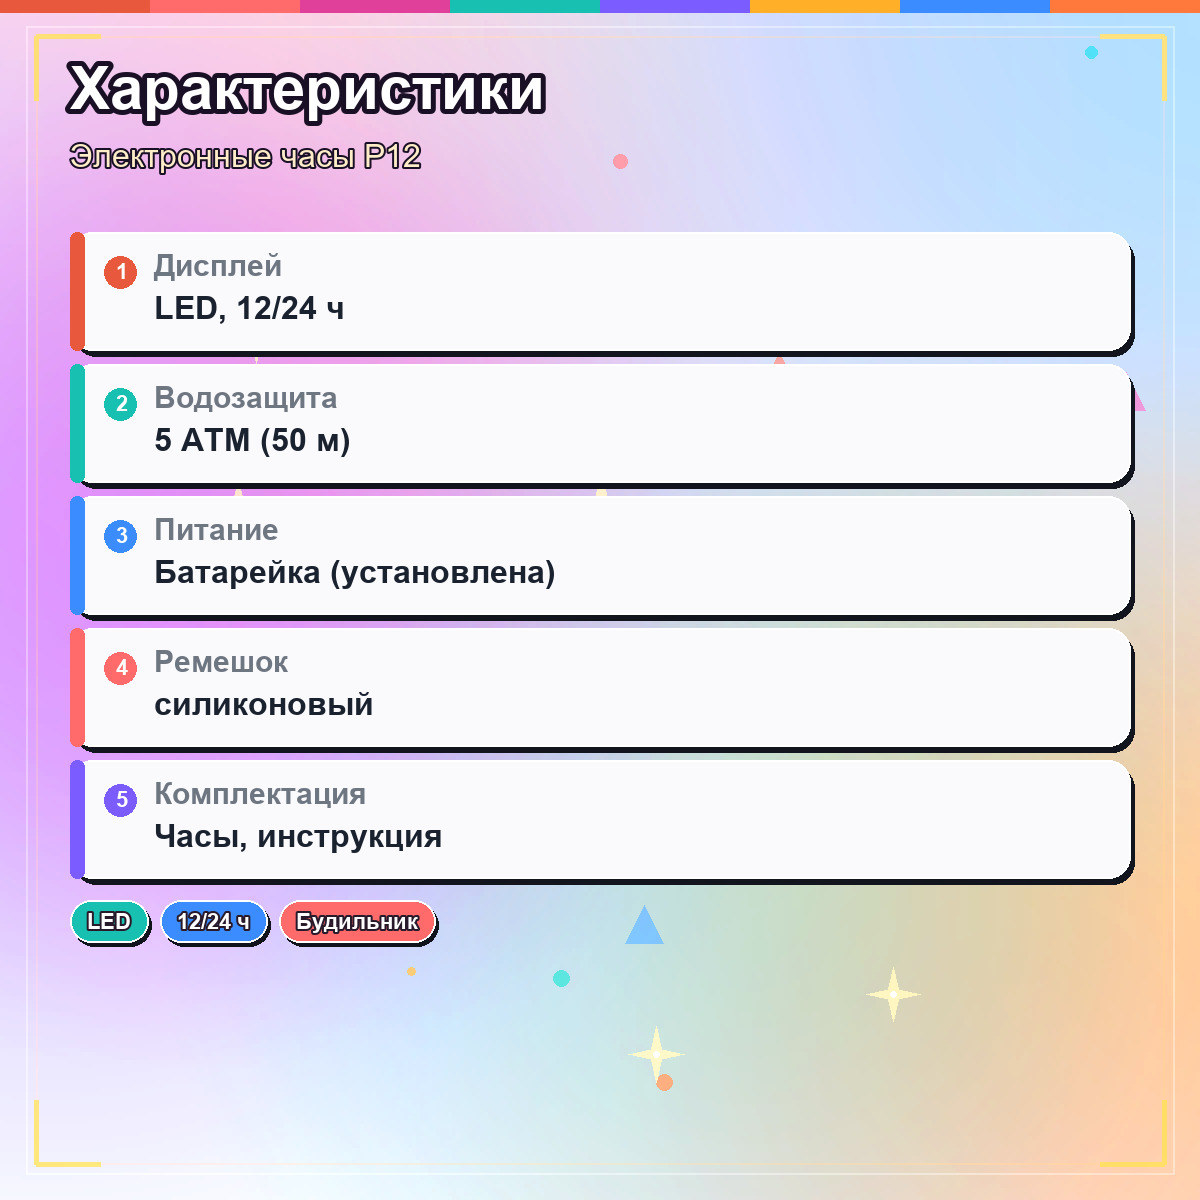 Характеристики
Электронные часы P12
1 Дисплей
LED, 12/24 ч
2 Водозащита
5 ATM (50 м)
3 Питание
Батарейка (установлена)
4 Ремешок
силиконовый
5 Комплектация
Часы, инструкция
LED 12/24 ч Будильник